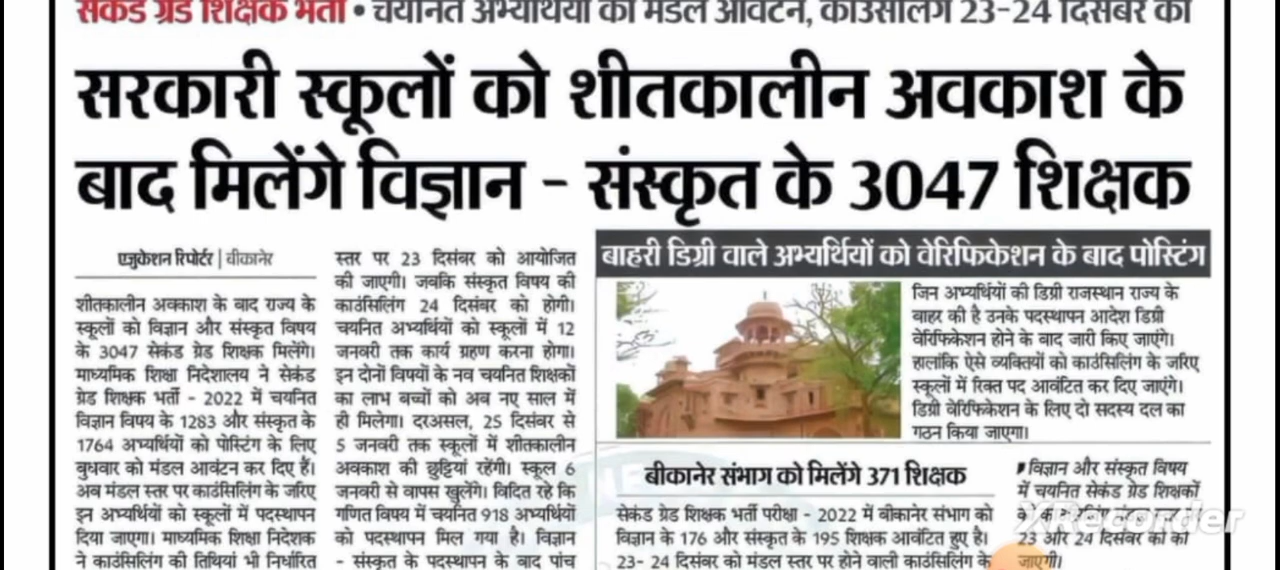 सेकंड ग्रेड शिक्षक भर्ती • चयनित अभ्यर्थियों को मंडल आवंटन, काउंसलिंग 23-24 दिसंबर को
सरकारी स्कूलों को शीतकालीन अवकाश के
बाद मिलेंगे विज्ञान - संस्कृत के 3047 शिक्षक
एजुकेशन रिपोर्टर | बीकानेर
शीतकालीन अवकाश के बाद राज्य के
स्कूलों को विज्ञान और संस्कृत विषय
के 3047 सेकंड ग्रेड शिक्षक मिलेंगे।
माध्यमिक शिक्षा निदेशालय ने सेकंड
ग्रेड शिक्षक भर्ती - 2022 में चयनित
विज्ञान विषय के 1283 और संस्कृत के
1764 अभ्यर्थियों को पोस्टिंग के लिए
बुधवार को मंडल आवंटन कर दिए हैं।
अब मंडल स्तर पर काउंसिलिंग के जरिए
इन अभ्यर्थियों को स्कूलों में पदस्थापन
दिया जाएगा। माध्यमिक शिक्षा निदेशक
ने काउंसिलिंग की तिथियां भी निर्धारित
स्तर पर 23 दिसंबर को आयोजित
की जाएगी। जबकि संस्कृत विषय की
काउंसिलिंग 24 दिसंबर को होगी।
चयनित अभ्यर्थियों को स्कूलों में 12
जनवरी तक कार्य ग्रहण करना होगा।
इन दोनों विषयों के नव चयनित शिक्षकों
का लाभ बच्चों को अब नए साल में
ही मिलेगा। दरअसल, 25 दिसंबर से
5 जनवरी तक स्कूलों में शीतकालीन
अवकाश की छुट्टियां रहेंगी। स्कूल 6
जनवरी से वापस खुलेंगे। विदित रहे कि
गणित विषय में चयनित 918 अभ्यर्थियों
को पदस्थापन मिल गया है। विज्ञान
- संस्कृत के पदस्थापन के बाद पांच
बाहरी डिग्री वाले अभ्यर्थियों को वेरिफिकेशन के बाद पोस्टिंग
जिन अभ्यर्थियों की डिग्री राजस्थान राज्य के
बाहर की है उनके पदस्थापन आदेश डिग्री
वेरिफिकेशन होने के बाद जारी किए जाएंगे।
हालांकि ऐसे व्यक्तियों को काउंसिलिंग के जरिए
स्कूलों में रिक्त पद आवंटित कर दिए जाएंगे।
डिग्री वेरिफिकेशन के लिए दो सदस्य दल का
गठन किया जाएगा।
बीकानेर संभाग को मिलेंगे 371 शिक्षक
सेकंड ग्रेड शिक्षक भर्ती परीक्षा - 2022 में बीकानेर संभाग को
विज्ञान के 176 और संस्कृत के 195 शिक्षक आवंटित हुए है।
23- 24 दिसंबर को मंडल स्तर पर होने वाली काउंसिलिंग के
विज्ञान और संस्कृत विषय
में चयनित सेकंड ग्रेड शिक्षकों
23 और 24 दिसंबर को की
जाएगी।
XRecorder